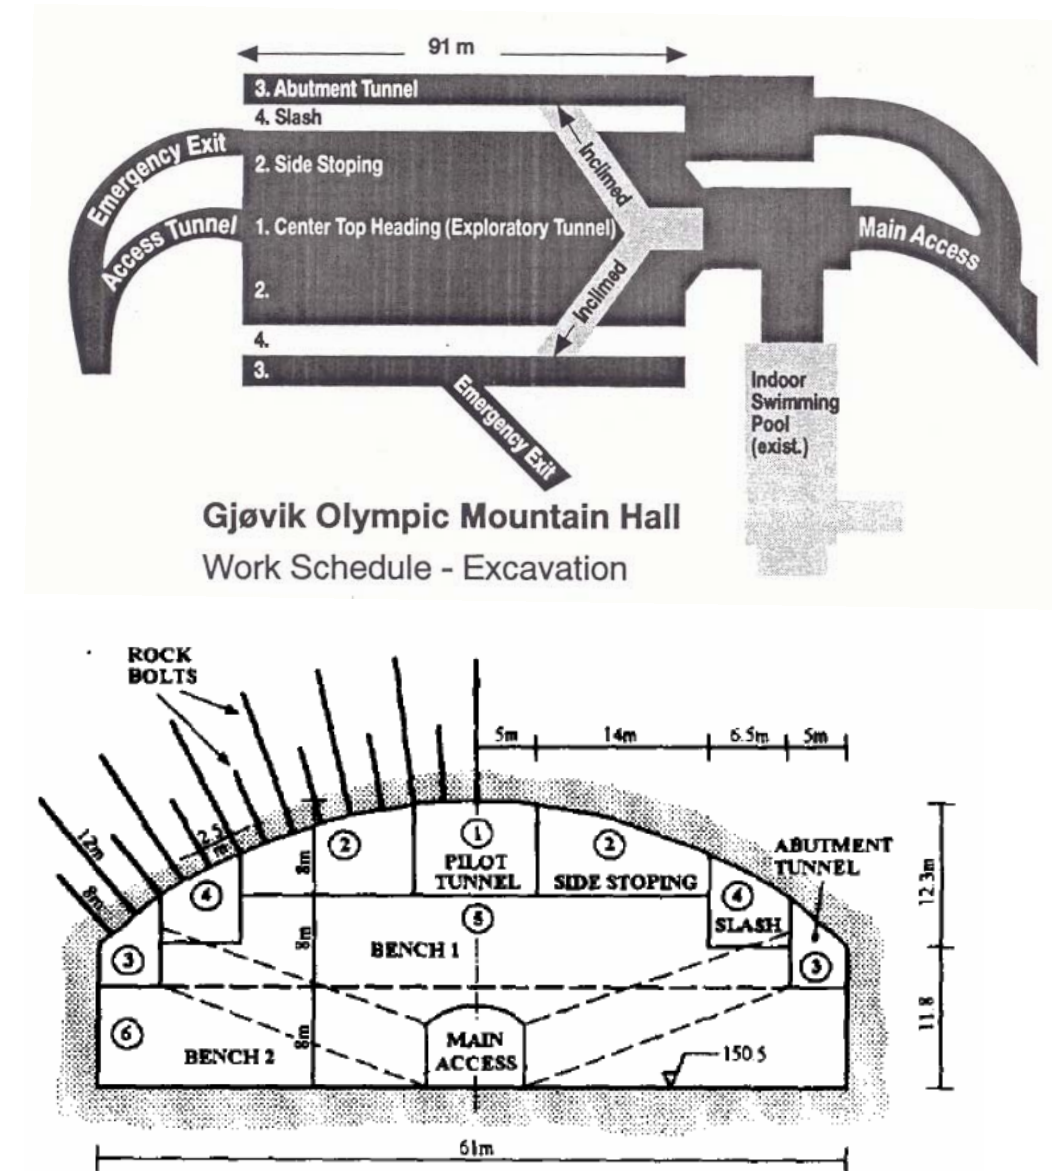 91 m
3. Abutment Tunnel
4. Slash
Emergency Exit
2. Side Stoping
Inclimed
Access Tunnel
1. Center Top Heading (Exploratory Tunnel)
Main Access
2.
Inclimed
4.
3.
Emergency Exit
Indoor
Swimming
Pool
(exist.)
Gjøvik Olympic Mountain Hall
Work Schedule - Excavation
ROCK
BOLTS
5m 14m 6.5m 5m
12m
8m
2.5
m
8m
2
1
PILOT
TUNNEL
2
SIDE STOPING
ABUTMENT
TUNNEL
12.3m
4
4
SLASH
5
BENCH 1
8m
3
3
6
BENCH 2
8m
MAIN
ACCESS
150 5
11.8
61m